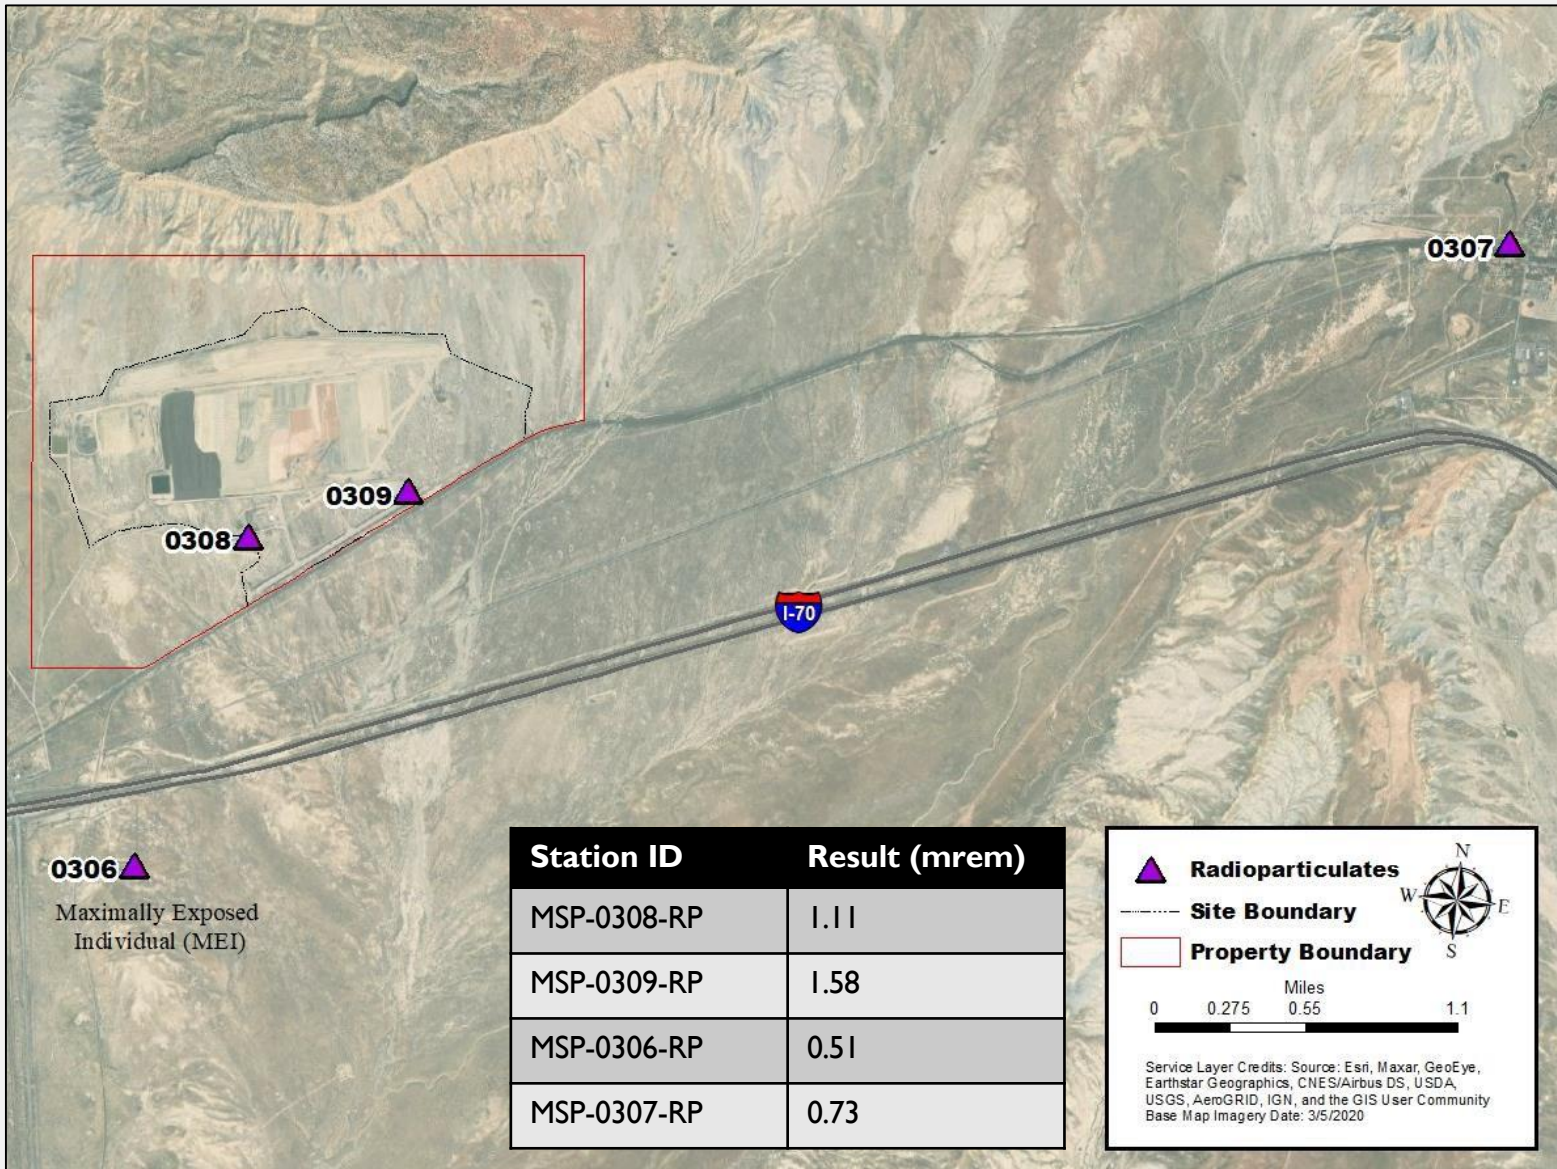 0307
0309
0308
I-70
0306
Maximally Exposed
Individual (MEI)
Station ID Result (mrem)
MSP-0308-RP 1.11
MSP-0309-RP 1.58
MSP-0306-RP 0.51
MSP-0307-RP 0.73
N
W E
S
Radioparticulates
Site Boundary
Property Boundary
Miles
0 0.275 0.55 1.1
Service Layer Credits: Source: Esri, Maxar, GeoEye,
Earthstar Geographics, CNES/Airbus DS, USDA,
USGS, AeroGRID, IGN, and the GIS User Community
Base Map Imagery Date: 3/5/2020